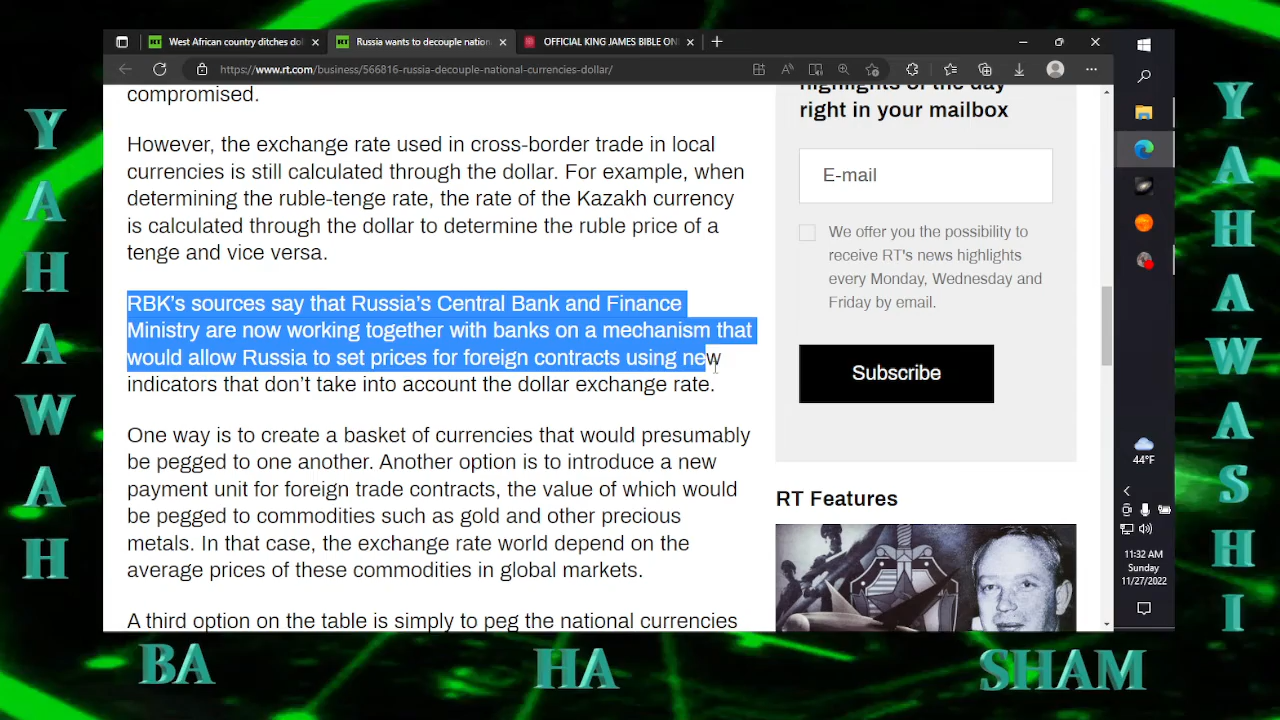 West African country ditches dol
Russia wants to decouple nation
OFFICIAL KING JAMES BIBLE ON
https://www.rt.com/business/566816-russia-decouple-national-currencies-dollar/
compromised.
However, the exchange rate used in cross-border trade in local
currencies is still calculated through the dollar. For example, when
determining the ruble-tenge rate, the rate of the Kazakh currency
is calculated through the dollar to determine the ruble price of a
tenge and vice versa.
RBK’s sources say that Russia’s Central Bank and Finance
Ministry are now working together with banks on a mechanism that
would allow Russia to set prices for foreign contracts using new
indicators that don’t take into account the dollar exchange rate.
One way is to create a basket of currencies that would presumably
be pegged to one another. Another option is to introduce a new
payment unit for foreign trade contracts, the value of which would
be pegged to commodities such as gold and other precious
metals. In that case, the exchange rate world depend on the
average prices of these commodities in global markets.
A third option on the table is simply to peg the national currencies
highlights of the day
right in your mailbox
E-mail
We offer you the possibility to
receive RT's news highlights
every Monday, Wednesday and
Friday by email.
Subscribe
RT Features
44°F
11:32 AM
Sunday
11/27/2022
YAHAWAH
YAHAWASHI
BA
HA
SHAM